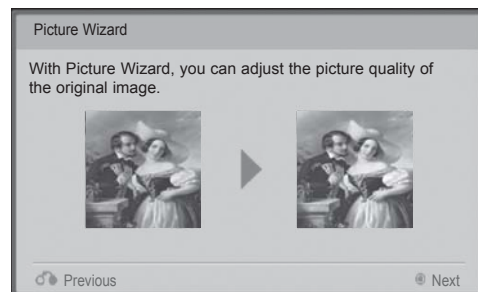 Picture Wizard
With Picture Wizard, you can adjust the picture quality of
the original image.
Previous
Next